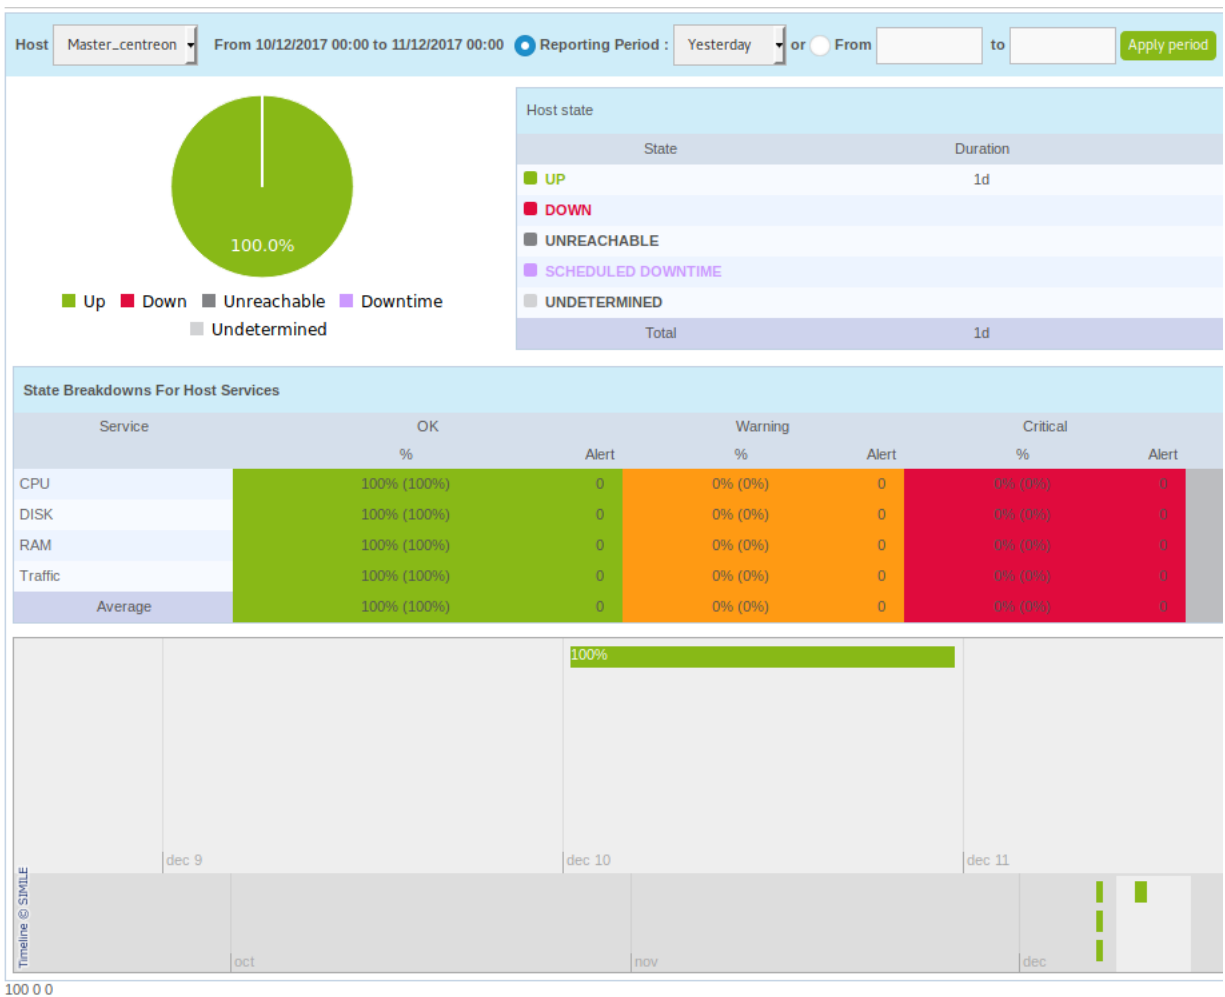 Host Master_centreon From 10/12/2017 00:00 to 11/12/2017 00:00 Reporting Period : Yesterday or From to Apply period
100.0%
Up Down Unreachable Downtime
Undetermined
Host state
State Duration
UP 1d
DOWN
UNREACHABLE
SCHEDULED DOWNTIME
UNDETERMINED
Total 1d
State Breakdowns For Host Services
Service OK Warning Critical
% Alert % Alert % Alert
CPU 100% (100%) 0 0% (0%) 0 0% (0%) 0
DISK 100% (100%) 0 0% (0%) 0 0% (0%) 0
RAM 100% (100%) 0 0% (0%) 0 0% (0%) 0
Traffic 100% (100%) 0 0% (0%) 0 0% (0%) 0
Average 100% (100%) 0 0% (0%) 0 0% (0%) 0
100%
dec 9 dec 10 dec 11
Timeline © SIMILE
oct nov dec
100 0 0